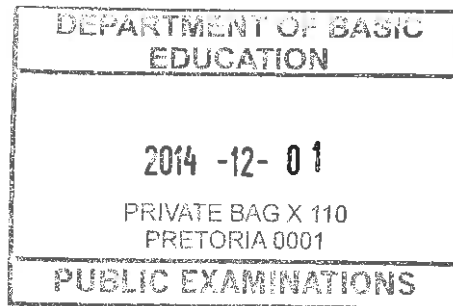 DEPARTMENT OF BASIC
EDUCATION
2014 -12- 01
PRIVATE BAG X 110
PRETORIA 0001
PUBLIC EXAMINATIONS